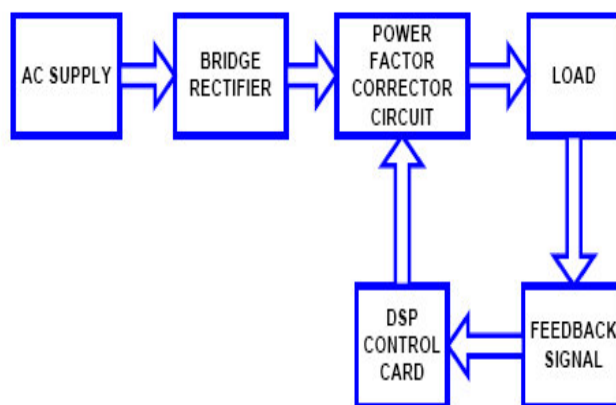 AC SUPPLY
BRIDGE
RECTIFIER
POWER
FACTOR
CORRECTOR
CIRCUIT
LOAD
DSP
CONTROL
CARD
FEEDBACK
SIGNAL